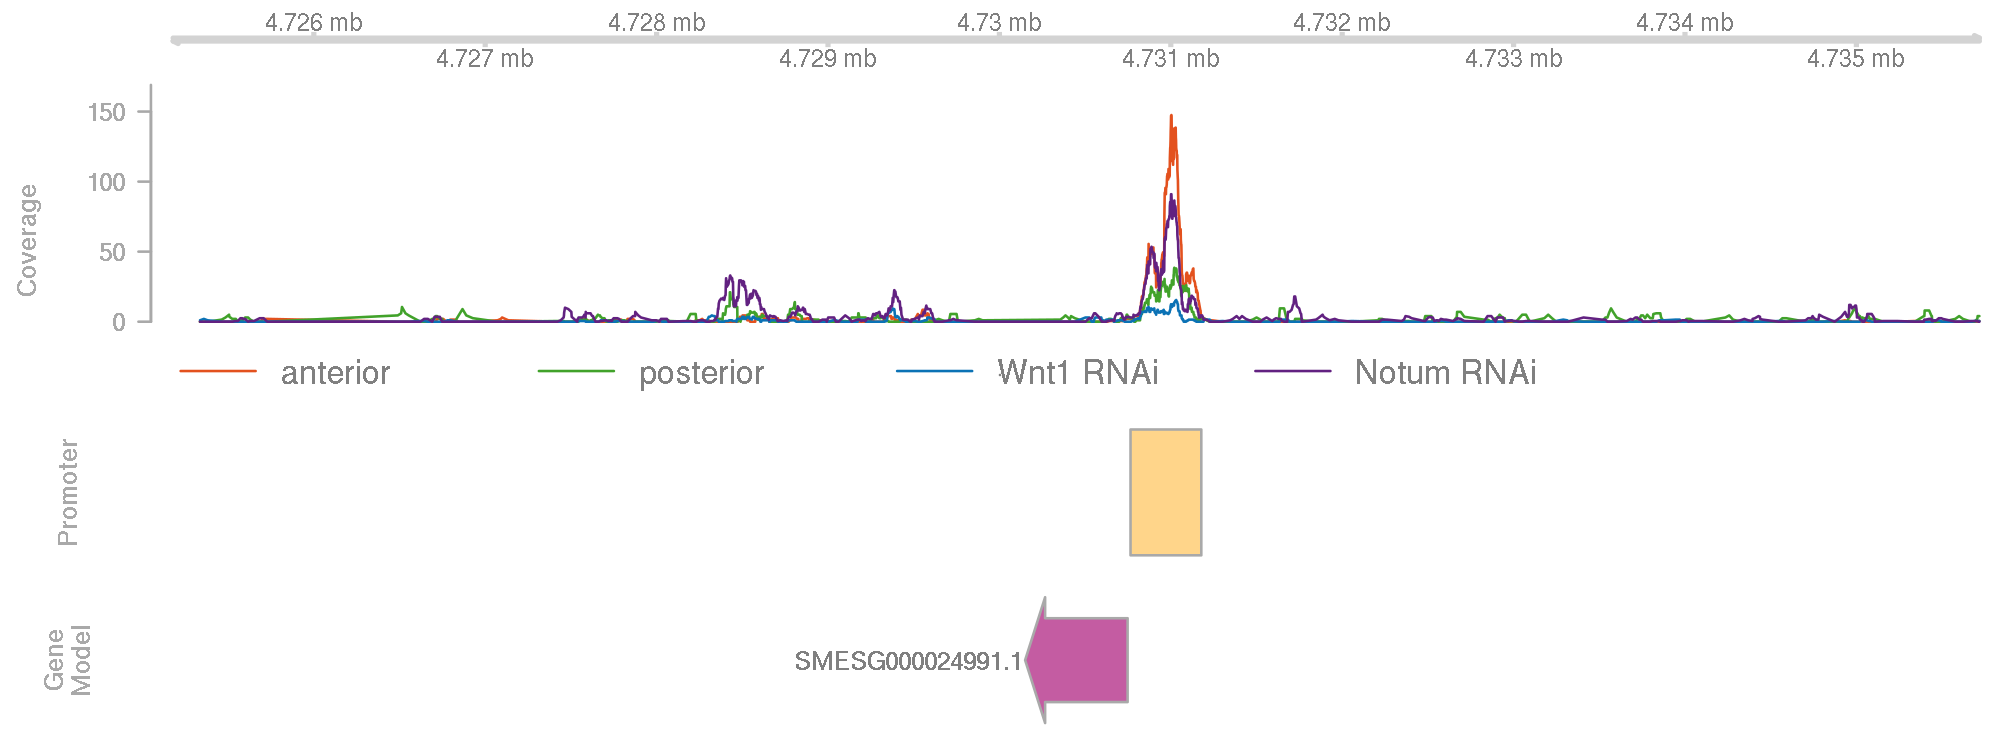 4.726 mb 4.728 mb 4.73 mb 4.732 mb 4.734 mb
4.727 mb 4.729 mb 4.731 mb 4.733 mb 4.735 mb
Coverage
150
100
50
0
anterior posterior Wnt1 RNAi Notum RNAi
Promoter
Gene
Model
SMESG000024991.1